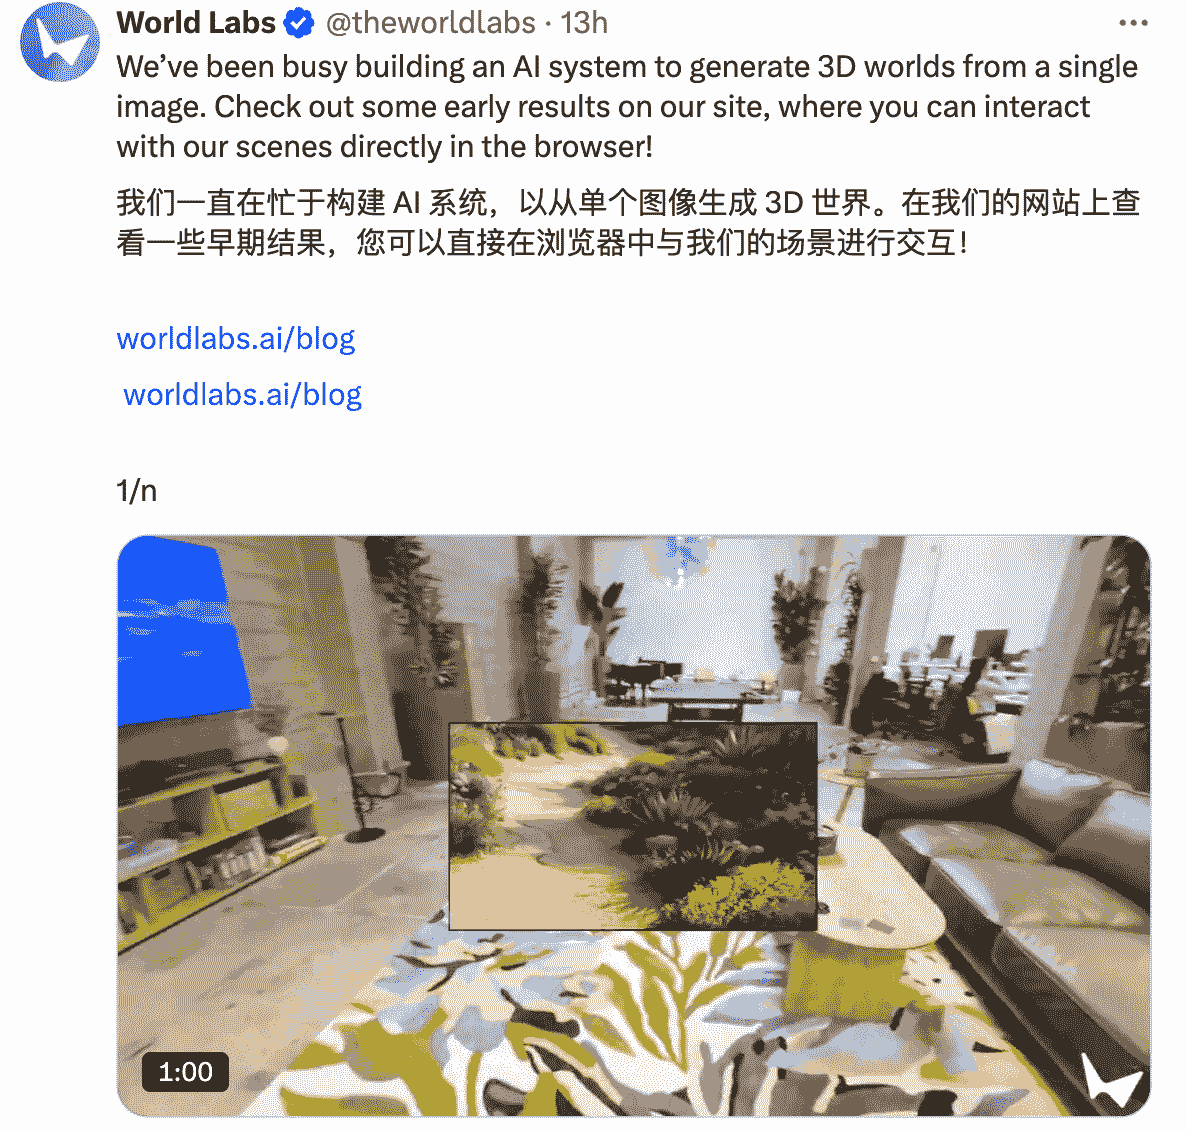 World Labs @theworldlabs · 13h
We’ve been busy building an AI system to generate 3D worlds from a single
image. Check out some early results on our site, where you can interact
with our scenes directly in the browser!
我们一直在忙于构建 AI 系统，以从单个图像生成 3D 世界。在我们的网站上查
看一些早期结果，您可以直接在浏览器中与我们的场景进行交互！
worldlabs.ai/blog
worldlabs.ai/blog
1/n
1:00